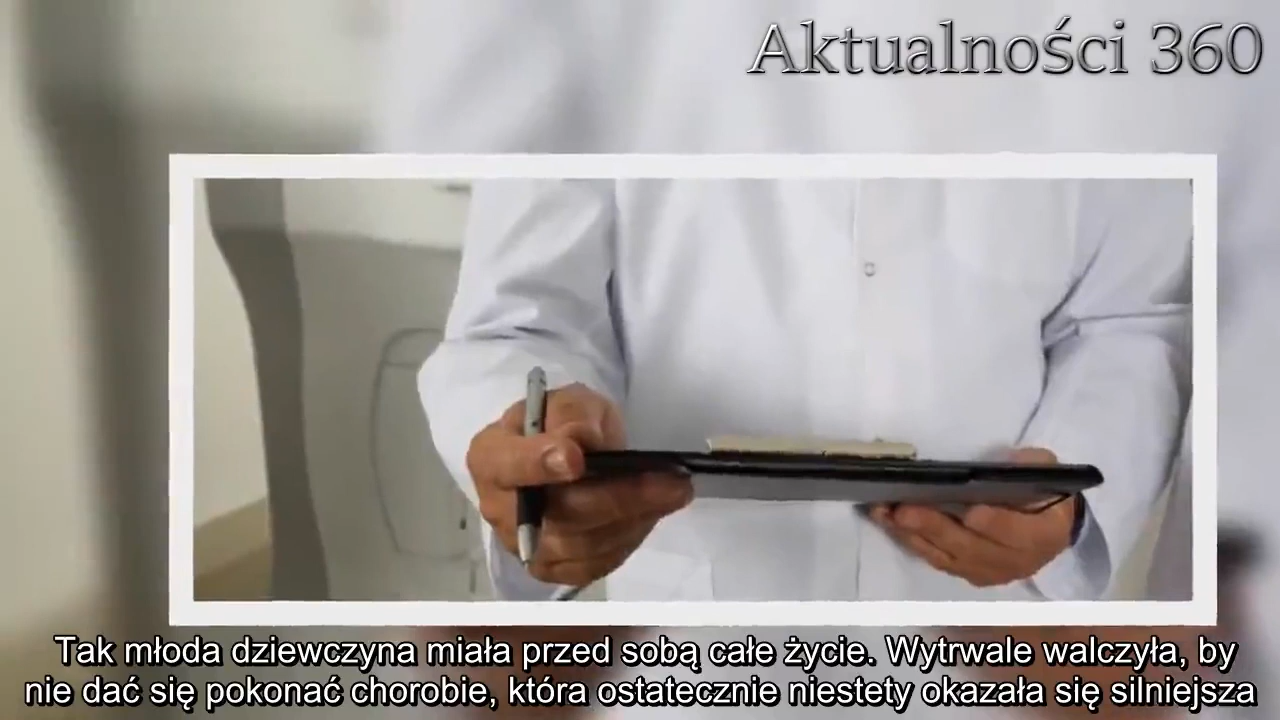 Aktualności 360
Tak młoda dziewczyna miała przed sobą całe życie. Wytrwale walczyła, by
nie dać się pokonać chorobie, która ostatecznie niestety okazała się silniejsza